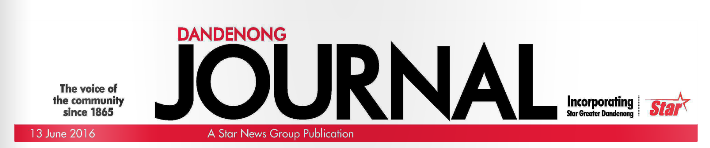 DANDENONG
JOURNAL
The voice of
the community
since 1865
Incorporating
Star Greater Dandenong
Star
13 June 2016
A Star News Group Publication